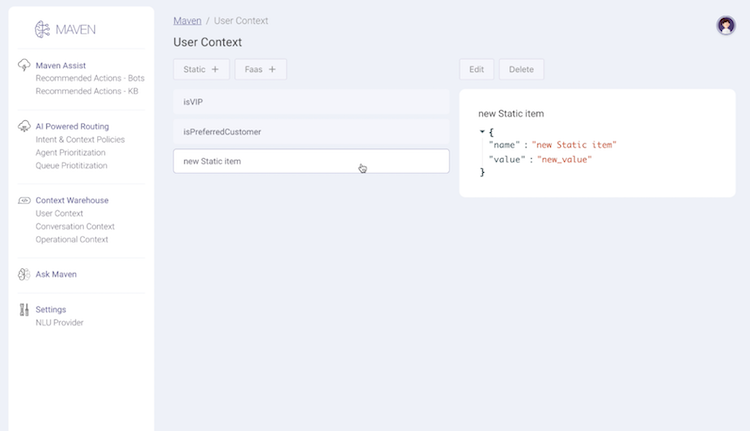 MAVEN
Maven Assist
Recommended Actions - Bots
Recommended Actions - KB
AI Powered Routing
Intent & Context Policies
Agent Prioritization
Queue Priotitization
Context Warehouse
User Context
Conversation Context
Operational Context
Ask Maven
Settings
NLU Provider
Maven / User Context
User Context
Static +
Faas +
Edit
Delete
isVIP
isPreferredCustomer
new Static item
new Static item
{
"name" : "new Static item"
"value" : "new_value"
}